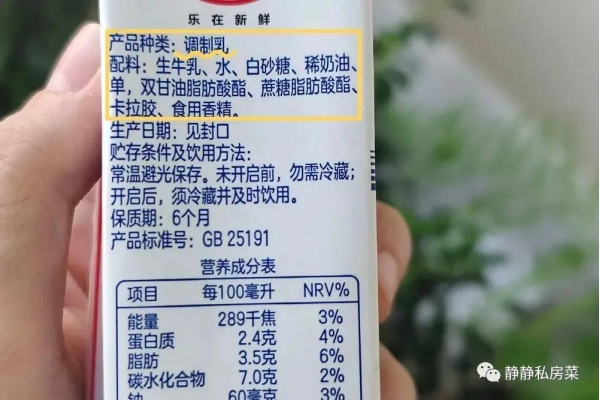 乐在新鲜
产品种类：调制乳
配料：生牛乳、水、白砂糖、稀奶油、
单，双甘油脂肪酸酯、蔗糖脂肪酸酯、
卡拉胶、食用香精。
生产日期：见封口
贮存条件及饮用方法：
常温避光保存。未开启前，勿需冷藏；
开启后，须冷藏并及时饮用。
保质期：6个月
产品标准号：GB 25191
营养成分表
项目 每100毫升 NRV%
能量 289千焦 3%
蛋白质 2.4克 4%
脂肪 3.5克 6%
碳水化合物 7.0克 2%
钠 60毫克 3%
静静私房菜